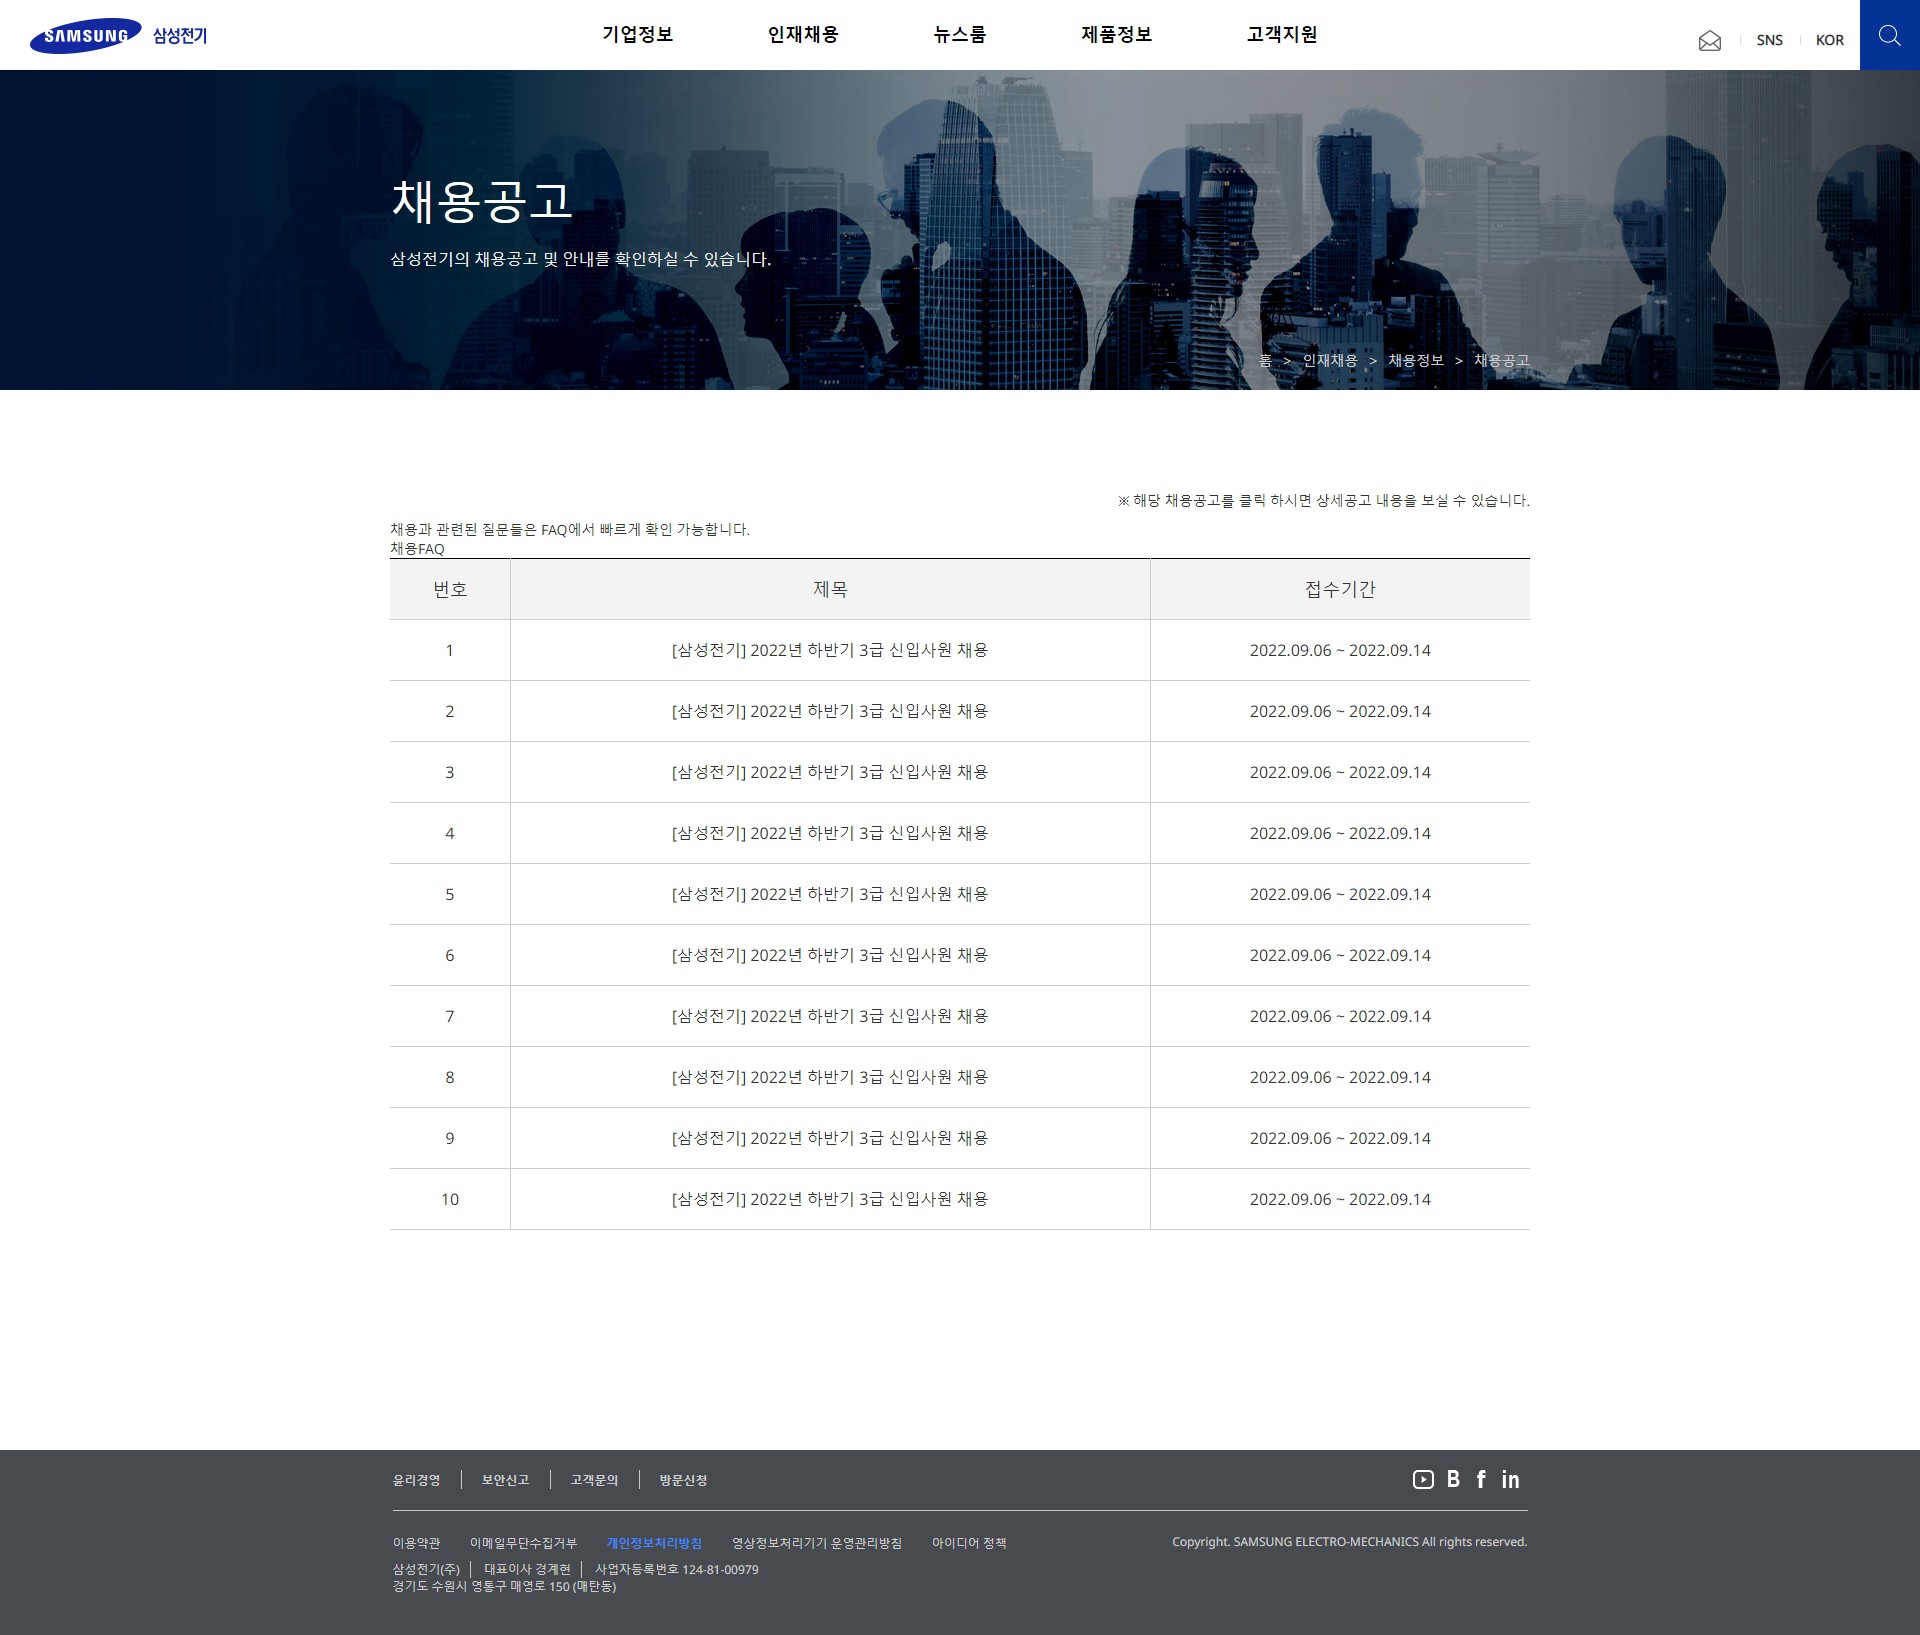 SAMSUNG 삼성전기
기업정보 인재채용 뉴스룸 제품정보 고객지원
SNS KOR
채용공고
삼성전기의 채용공고 및 안내를 확인하실 수 있습니다.
홈 > 인재채용 > 채용정보 > 채용공고
※ 해당 채용공고를 클릭 하시면 상세공고 내용을 보실 수 있습니다.
채용과 관련된 질문들은 FAQ에서 빠르게 확인 가능합니다.
채용FAQ
번호 제목 접수기간
1 [삼성전기] 2022년 하반기 3급 신입사원 채용 2022.09.06 ~ 2022.09.14
2 [삼성전기] 2022년 하반기 3급 신입사원 채용 2022.09.06 ~ 2022.09.14
3 [삼성전기] 2022년 하반기 3급 신입사원 채용 2022.09.06 ~ 2022.09.14
4 [삼성전기] 2022년 하반기 3급 신입사원 채용 2022.09.06 ~ 2022.09.14
5 [삼성전기] 2022년 하반기 3급 신입사원 채용 2022.09.06 ~ 2022.09.14
6 [삼성전기] 2022년 하반기 3급 신입사원 채용 2022.09.06 ~ 2022.09.14
7 [삼성전기] 2022년 하반기 3급 신입사원 채용 2022.09.06 ~ 2022.09.14
8 [삼성전기] 2022년 하반기 3급 신입사원 채용 2022.09.06 ~ 2022.09.14
9 [삼성전기] 2022년 하반기 3급 신입사원 채용 2022.09.06 ~ 2022.09.14
10 [삼성전기] 2022년 하반기 3급 신입사원 채용 2022.09.06 ~ 2022.09.14
윤리경영 보안신고 고객문의 방문신청 B f in
이용약관 이메일무단수집거부 개인정보처리방침 영상정보처리기기 운영관리방침 아이디어 정책 Copyright. SAMSUNG ELECTRO-MECHANICS All rights reserved.
삼성전기(주) 대표이사 경계현 사업자등록번호 124-81-00979
경기도 수원시 영통구 매영로 150 (매탄동)